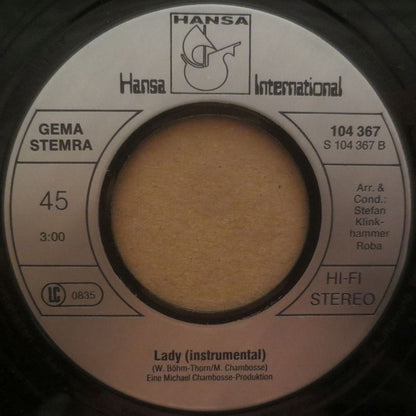 HANSA
Hansa International
GEMA
STEMRA
104 367
S 104 367 B
45
3:00
Arr. &
Cond.:
Stefan
Klink-
hammer
Roba
LC 0835
HI-FI
STEREO
Lady (instrumental)
(W. Böhm-Thorn/M. Chambosse)
Eine Michael Chambosse-Produktion